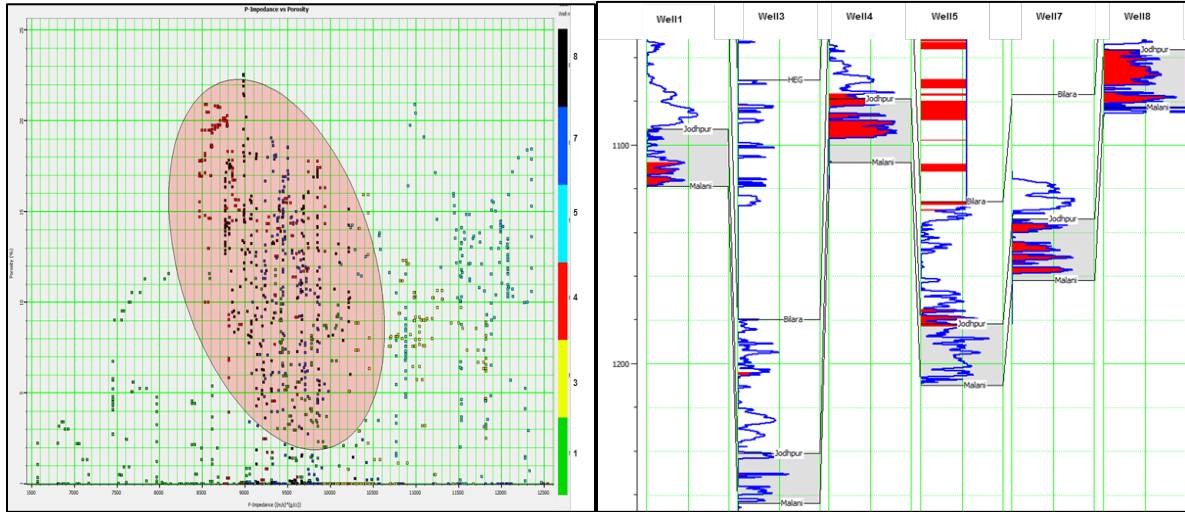 P-Impedance vs Porosity
Porosity (%)
P-Impedance ((m/s)*(g/cc))
6500 7000 7500 8000 8500 9000 9500 10000 10500 11000 11500 12000 12500
8
7
5
4
3
1
Well1 Well3 Well4 Well5 Well7 Well8
Jodhpur
HEG
Bilara
Jodhpur
Jodhpur
Malani
1100
Jodhpur
Malani
Malani
Bilara
Jodhpur
Malani
Bilara
Jodhpur
1200
Malani
Jodhpur
Malani